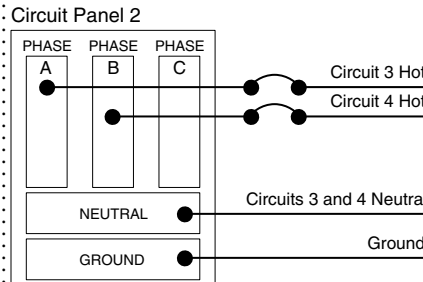 Circuit Panel 2
PHASE PHASE PHASE
A B C
Circuit 3 Hot
Circuit 4 Hot
Circuits 3 and 4 Neutra
NEUTRAL
Ground
GROUND